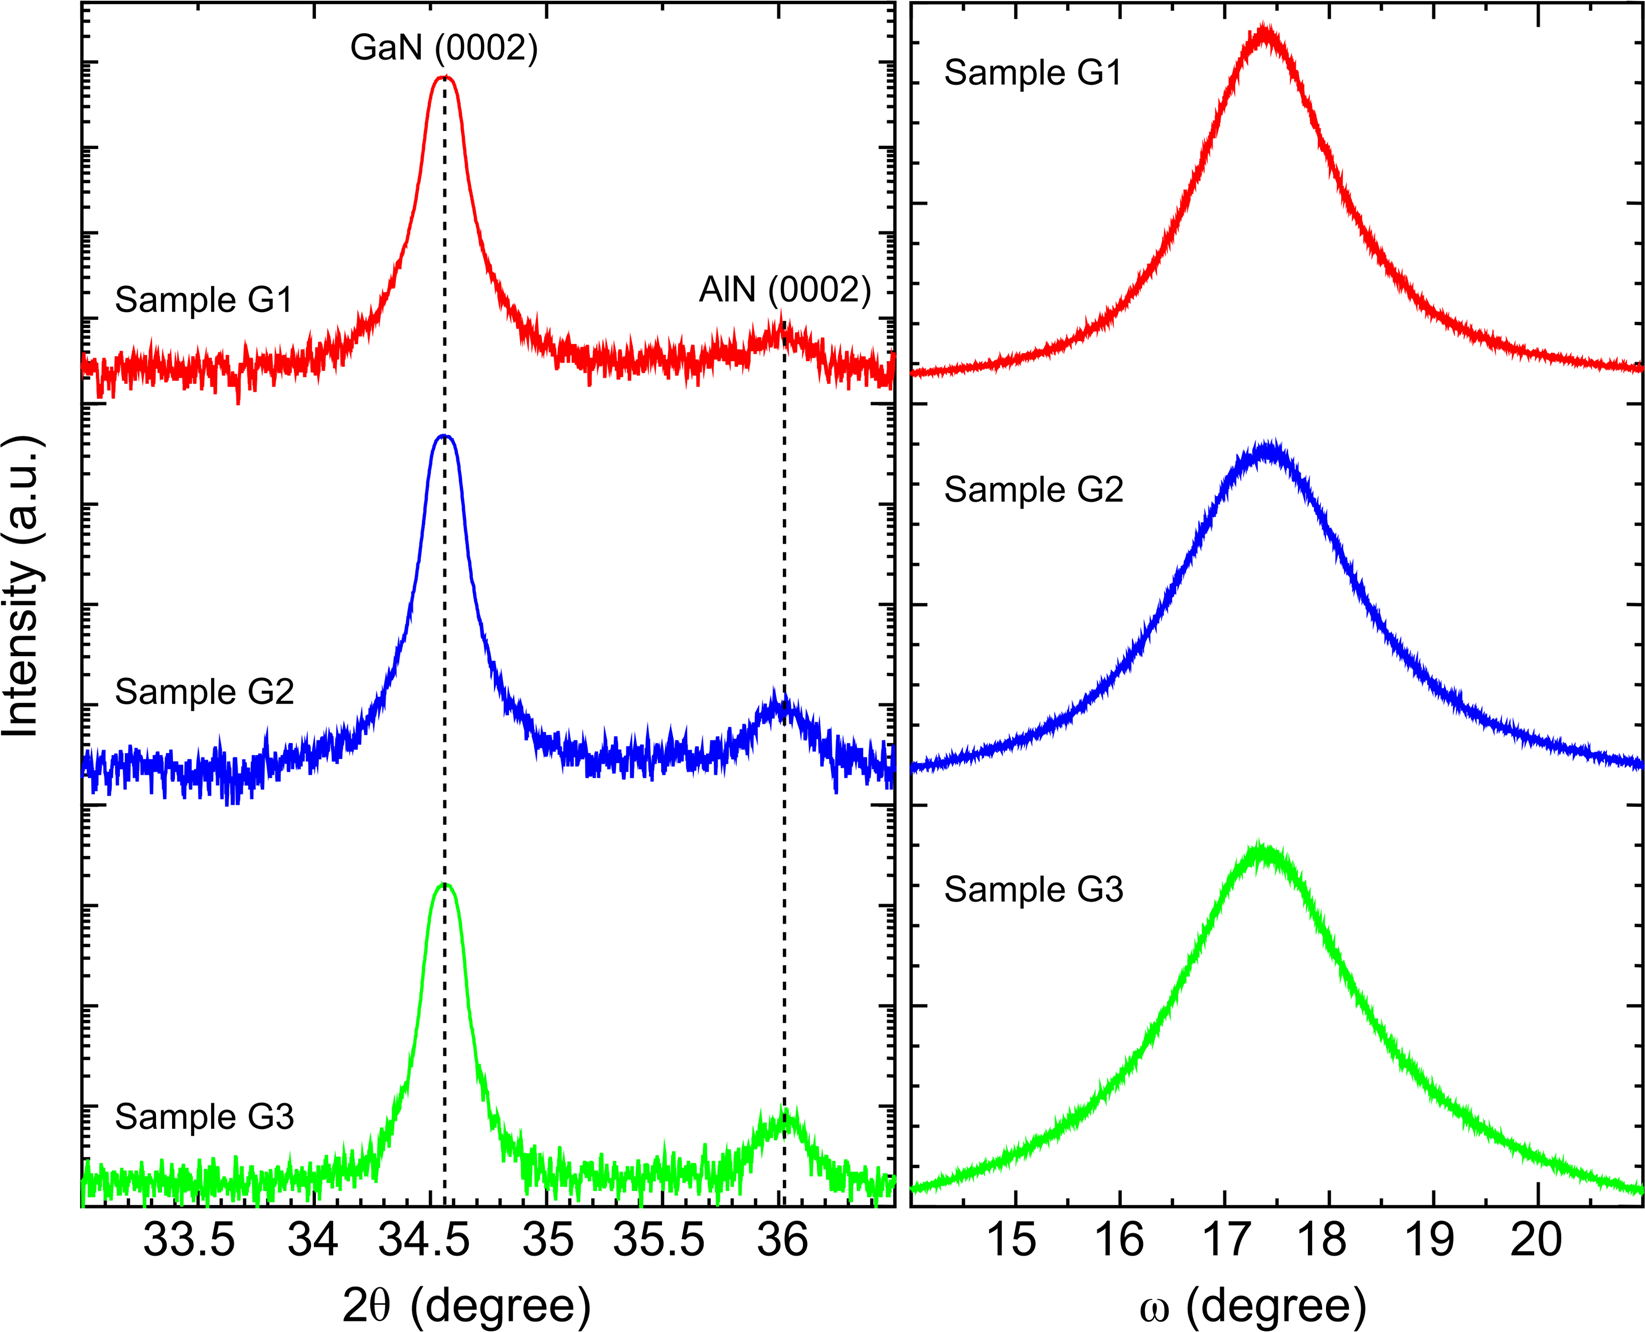 GaN (0002)
AlN (0002)
Sample G1
Sample G2
Sample G3
Intensity (a.u.)
33.5 34 34.5 35 35.5 36
2θ (degree)
Sample G1
Sample G2
Sample G3
15 16 17 18 19 20
ω (degree)